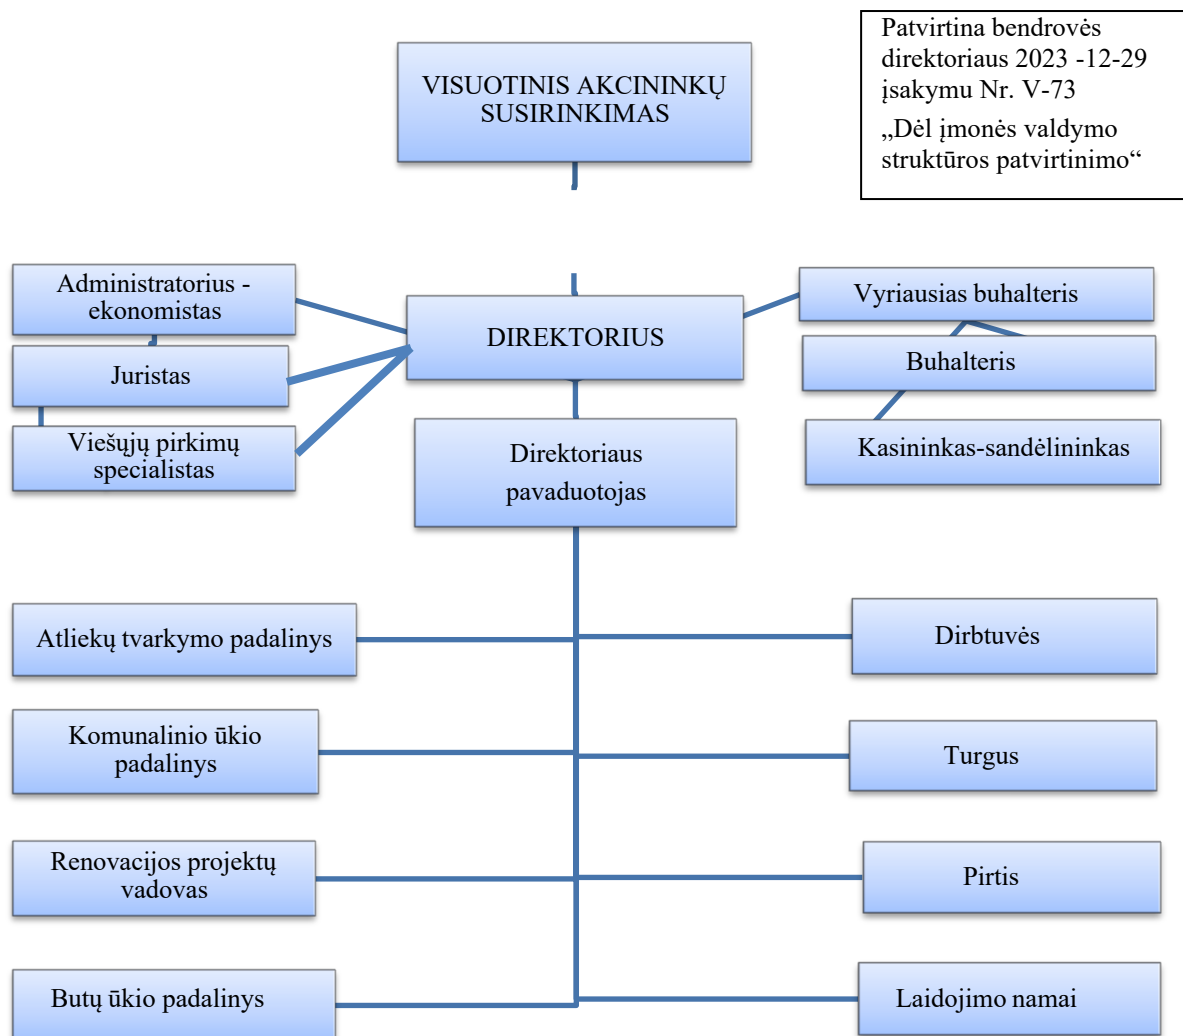 Patvirtina bendrovės
direktoriaus 2023 -12-29
įsakymu Nr. V-73
„Dėl įmonės valdymo
struktūros patvirtinimo“
VISUOTINIS AKCININKŲ
SUSIRINKIMAS
Administratorius -
ekonomistas
Juristas
Viešųjų pirkimų
specialistas
DIREKTORIUS
Direktoriaus
pavaduotojas
Vyriausias buhalteris
Buhalteris
Kasininkas-sandėlininkas
Atliekų tvarkymo padalinys
Dirbtuvės
Komunalinio ūkio
padalinys
Turgus
Renovacijos projektų
vadovas
Pirtis
Butų ūkio padalinys
Laidojimo namai